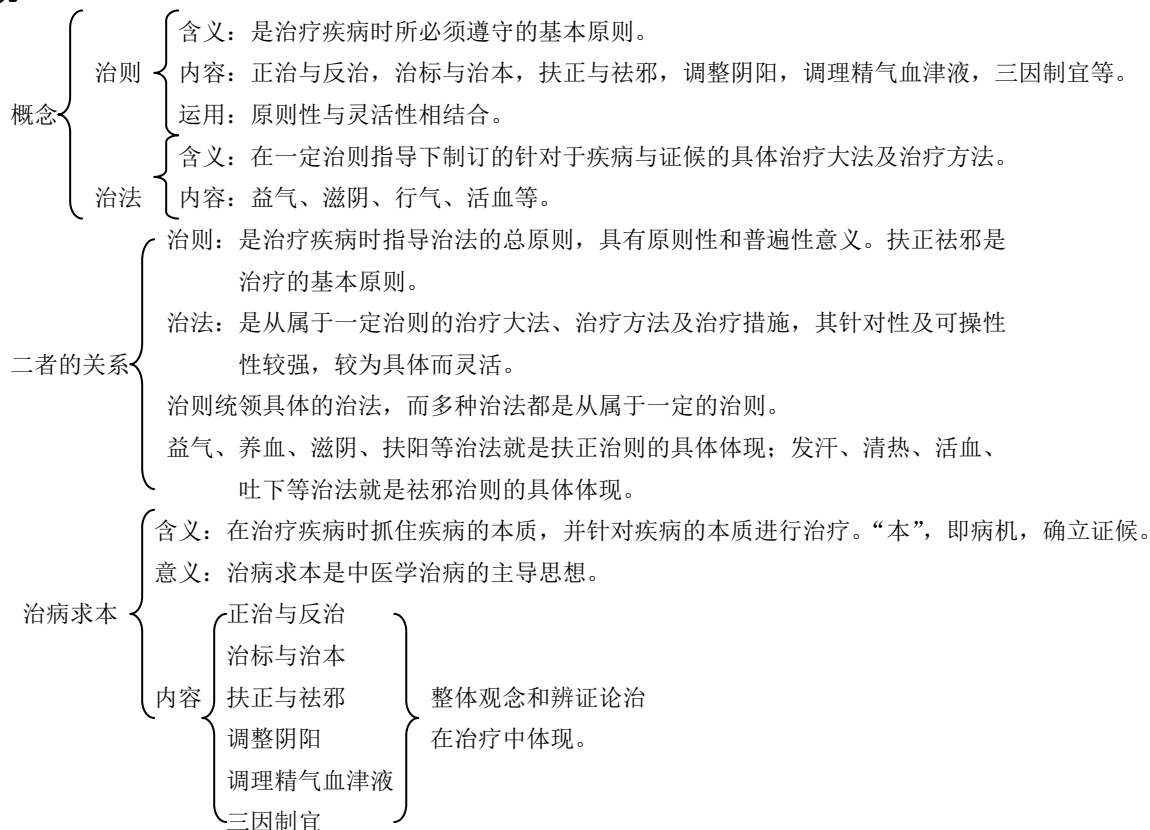 含义：是治疗疾病时所必须遵守的基本原则。
治则
内容：正治与反治，治标与治本，扶正与祛邪，调整阴阳，调理精气血津液，三因制宜等。
概念
运用：原则性与灵活性相结合。
含义：在一定治则指导下制订的针对于疾病与证候的具体治疗大法及治疗方法。
治法
内容：益气、滋阴、行气、活血等。
治则：是治疗疾病时指导治法的总原则，具有原则性和普遍性意义。扶正祛邪是
治疗的基本原则。
治法：是从属于一定治则的治疗大法、治疗方法及治疗措施，其针对性及可操性
二者的关系
性较强，较为具体而灵活。
治则统领具体的治法，而多种治法都是从属于一定的治则。
益气、养血、滋阴、扶阳等治法就是扶正治则的具体体现；发汗、清热、活血、
吐下等治法就是祛邪治则的具体体现。
含义：在治疗疾病时抓住疾病的本质，并针对疾病的本质进行治疗。“本”，即病机，确立证候。
意义：治病求本是中医学治病的主导思想。
治病求本
正治与反治
治标与治本
内容
扶正与祛邪
整体观念和辨证论治
调整阴阳
在冶疗中体现。
调理精气血津液
三因制宜